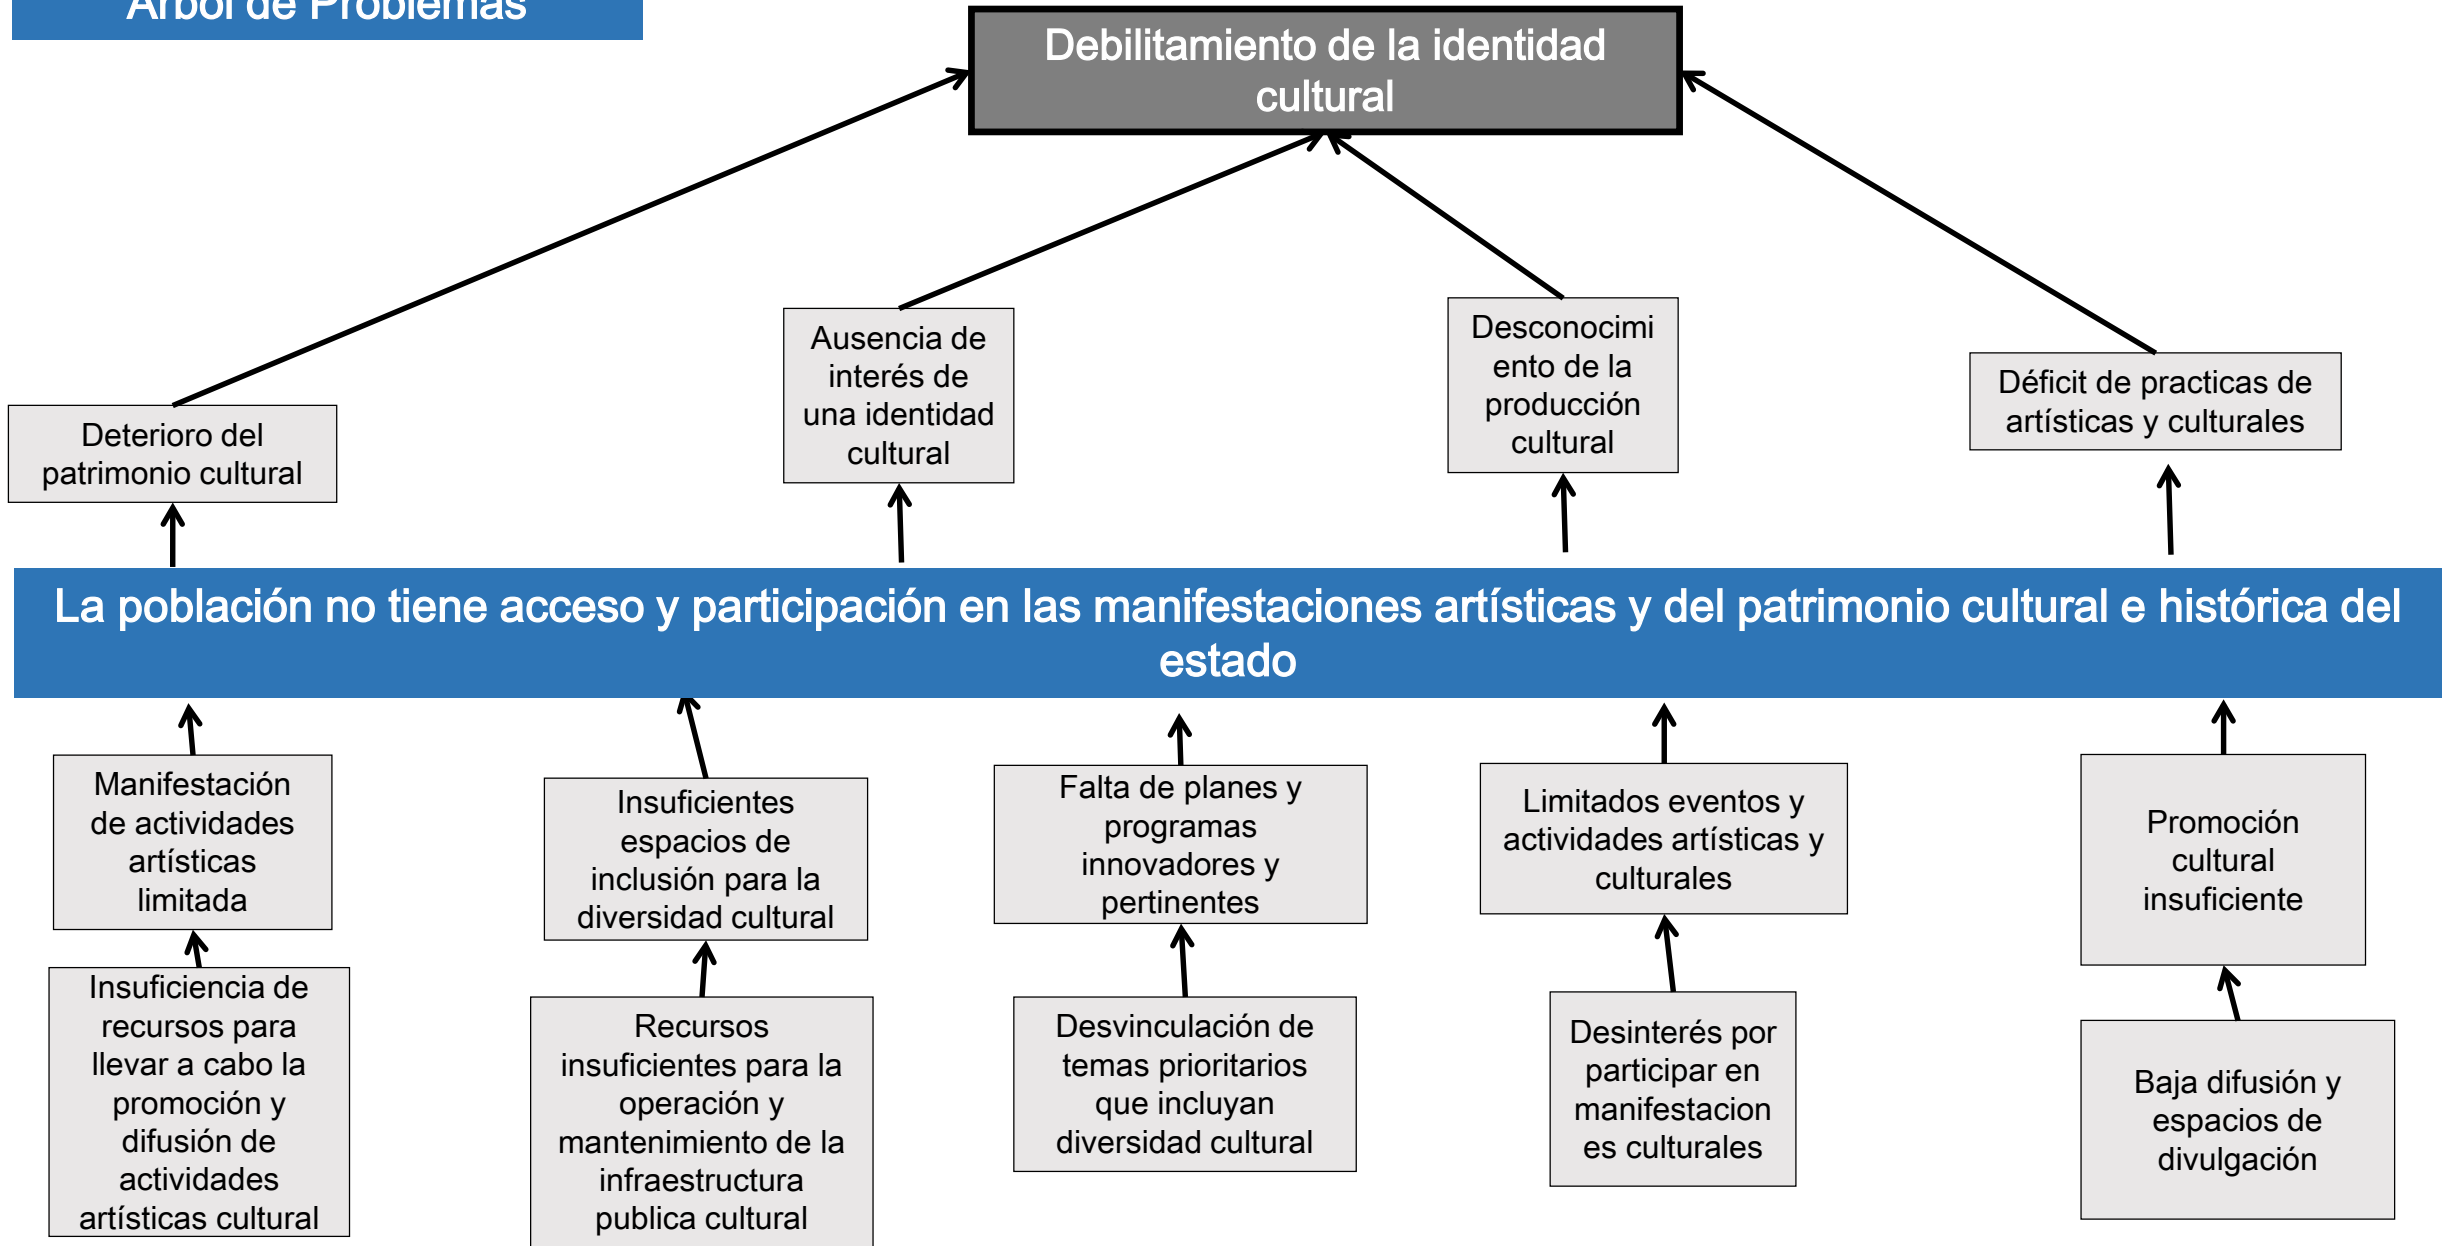 Árbol de Problemas
Debilitamiento de la identidad
cultural
Deterioro del
patrimonio cultural
Ausencia de
interés de
una identidad
cultural
Desconocimi
ento de la
producción
cultural
Déficit de practicas de
artísticas y culturales
La población no tiene acceso y participación en las manifestaciones artísticas y del patrimonio cultural e histórica del
estado
Manifestación
de actividades
artísticas
limitada
Insuficientes
espacios de
inclusión para la
diversidad cultural
Falta de planes y
programas
innovadores y
pertinentes
Limitados eventos y
actividades artísticas y
culturales
Promoción
cultural
insuficiente
Insuficiencia de
recursos para
llevar a cabo la
promoción y
difusión de
actividades
artísticas cultural
Recursos
insuficientes para la
operación y
mantenimiento de la
infraestructura
publica cultural
Desvinculación de
temas prioritarios
que incluyan
diversidad cultural
Desinterés por
participar en
manifestacion
es culturales
Baja difusión y
espacios de
divulgación